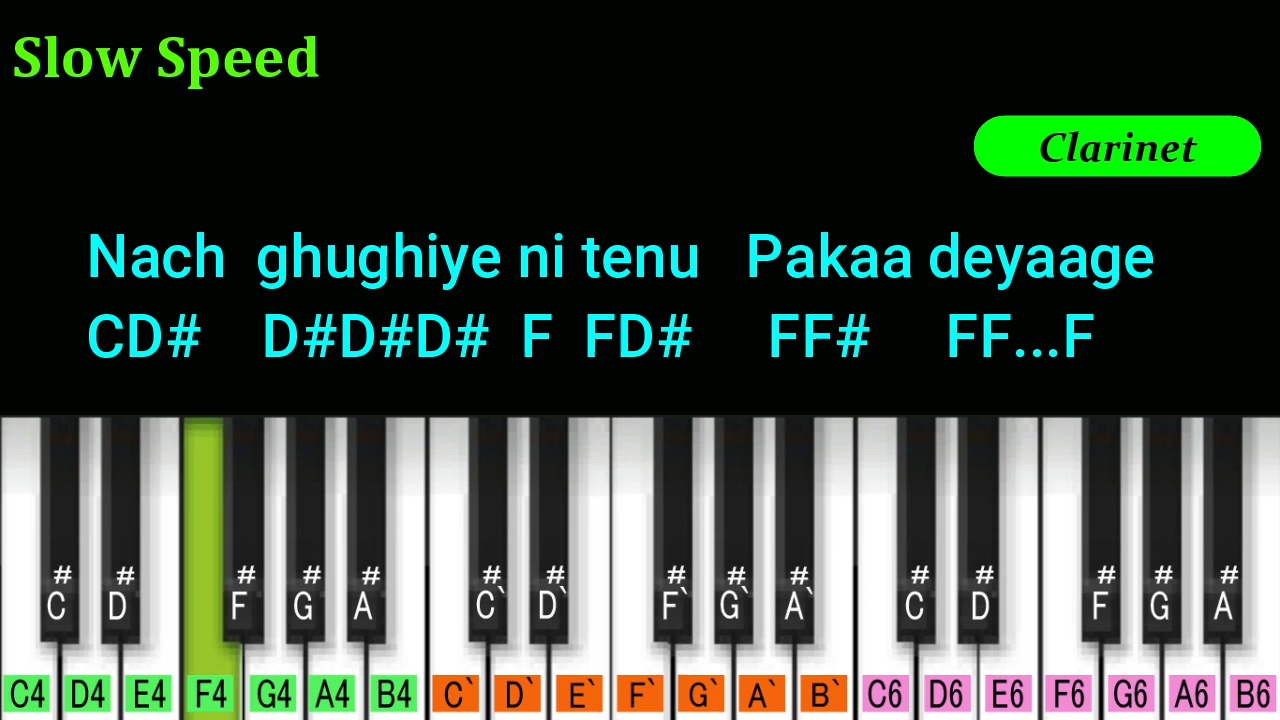 Slow Speed
Clarinet
Nach ghughiye ni tenu Pakaa deyaage
CD# D#D#D# F FD# FF# FF...F
# # # # # # # # # # # # # # #
C D F G A C` D` F` G` A` C D F G A
C4 D4 E4 F4 G4 A4 B4 C` D` E` F` G` A` B` C6 D6 E6 F6 G6 A6 B6